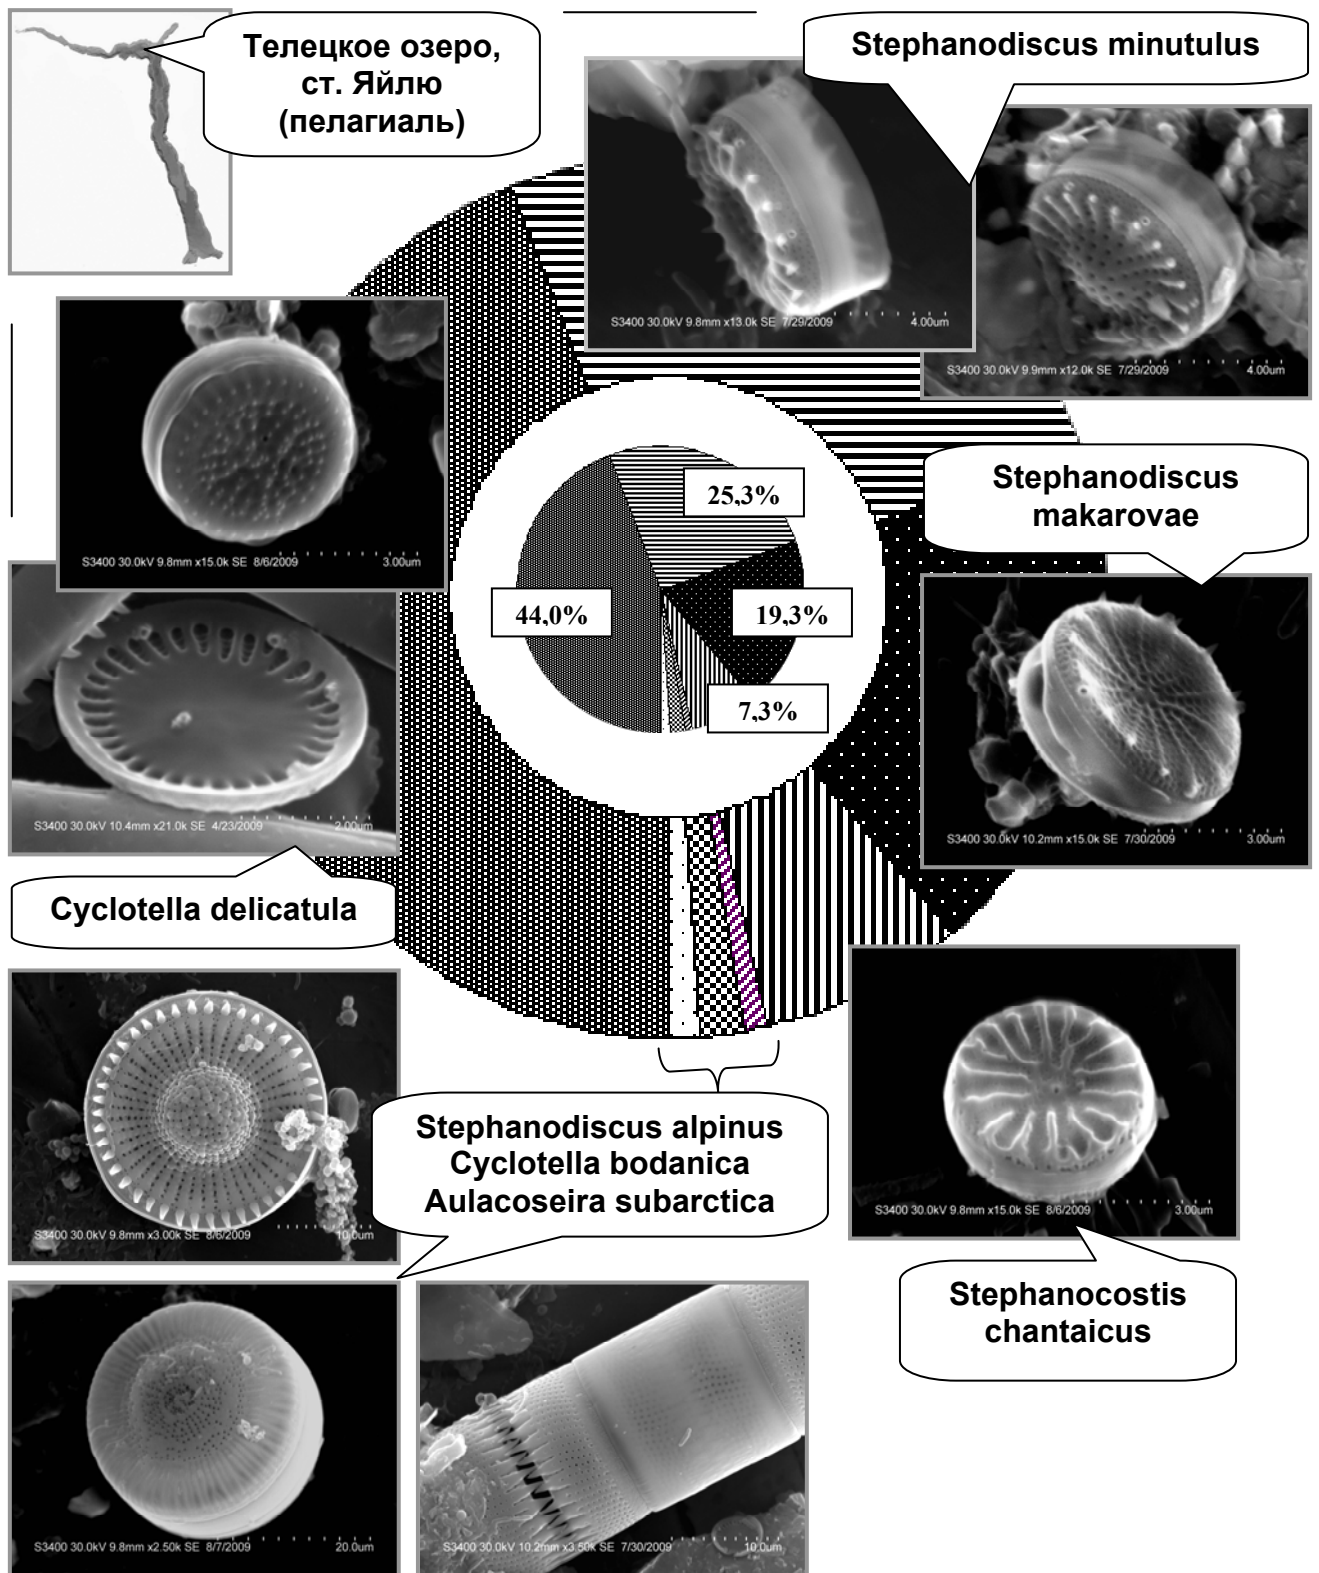 Телецкое озеро,
ст. Яйлю
(пелагиаль)
Stephanodiscus minutulus
S3400 30.0kV 9.8mm x13.0k SE 7/29/2009 4.00um
S3400 30.0kV 9.9mm x12.0k SE 7/29/2009 4.00um
S3400 30.0kV 9.8mm x15.0k SE 8/6/2009 3.00um
25,3%
Stephanodiscus
makarovae
44,0%
19,3%
7,3%
S3400 30.0kV 10.4mm x21.0k SE 4/23/2009 2.00um
S3400 30.0kV 10.2mm x15.0k SE 7/30/2009 3.00um
Cyclotella delicatula
Stephanodiscus alpinus
Cyclotella bodanica
Aulacoseira subarctica
S3400 30.0kV 9.8mm x3.00k SE 8/6/2009 10.0um
S3400 30.0kV 9.8mm x15.0k SE 8/6/2009 3.00um
Stephanocostis
chantaicus
S3400 30.0kV 9.8mm x2.50k SE 8/7/2009 20.0um
S3400 30.0kV 10.2mm x3.50k SE 7/30/2009 10.0um